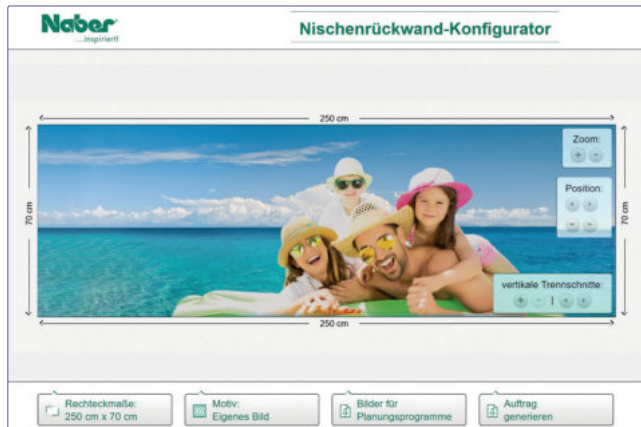 Naber
...inspiriert!
Nischenrückwand-Konfigurator
250 cm
Zoom:
Position:
70 cm
70 cm
vertikale Trennschnitte:
250 cm
Rechteckmaße:
250 cm x 70 cm
Motiv:
Eigenes Bild
Bilder für
Planungsprogramme
Auftrag
generieren